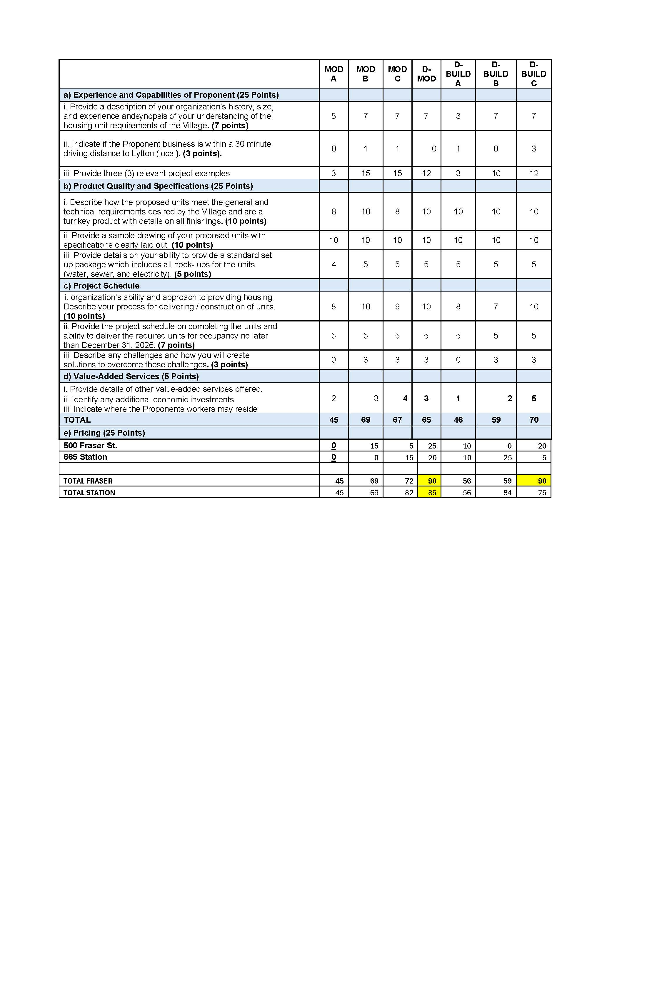 MOD A MOD B MOD C D-MOD D-BUILD A D-BUILD B D-BUILD C
a) Experience and Capabilities of Proponent (25 Points)
i. Provide a description of your organization's history, size,
and experience andsynopsis of your understanding of the
housing unit requirements of the Village. (7 points)
5 7 7 7 3 7 7
ii. Indicate if the Proponent business is within a 30 minute
driving distance to Lytton (local). (3 points).
0 1 1 0 1 0 3
iii. Provide three (3) relevant project examples 3 15 15 12 3 10 12
b) Product Quality and Specifications (25 Points)
i. Describe how the proposed units meet the general and
technical requirements desired by the Village and are a
turnkey product with details on all finishings. (10 points)
8 10 8 10 10 10 10
ii. Provide a sample drawing of your proposed units with
specifications clearly laid out. (10 points)
10 10 10 10 10 10 10
iii. Provide details on your ability to provide a standard set
up package which includes all hook- ups for the units
(water, sewer, and electricity). (5 points)
4 5 5 5 5 5 5
c) Project Schedule
i. organization's ability and approach to providing housing.
Describe your process for delivering / construction of units.
(10 points)
8 10 9 10 8 7 10
ii. Provide the project schedule on completing the units and
ability to deliver the required units for occupancy no later
than December 31, 2026. (7 points)
5 5 5 5 5 5 5
iii. Describe any challenges and how you will create
solutions to overcome these challenges. (3 points)
0 3 3 3 0 3 3
d) Value-Added Services (5 Points)
i. Provide details of other value-added services offered.
ii. Identify any additional economic investments
iii. Indicate where the Proponents workers may reside
2 3 4 3 1 2 5
TOTAL 45 69 67 65 46 59 70
e) Pricing (25 Points)
500 Fraser St. 0 15 5 25 10 0 20
665 Station 0 0 15 20 10 25 5
TOTAL FRASER 45 69 72 90 56 59 90
TOTAL STATION 45 69 82 85 56 84 75